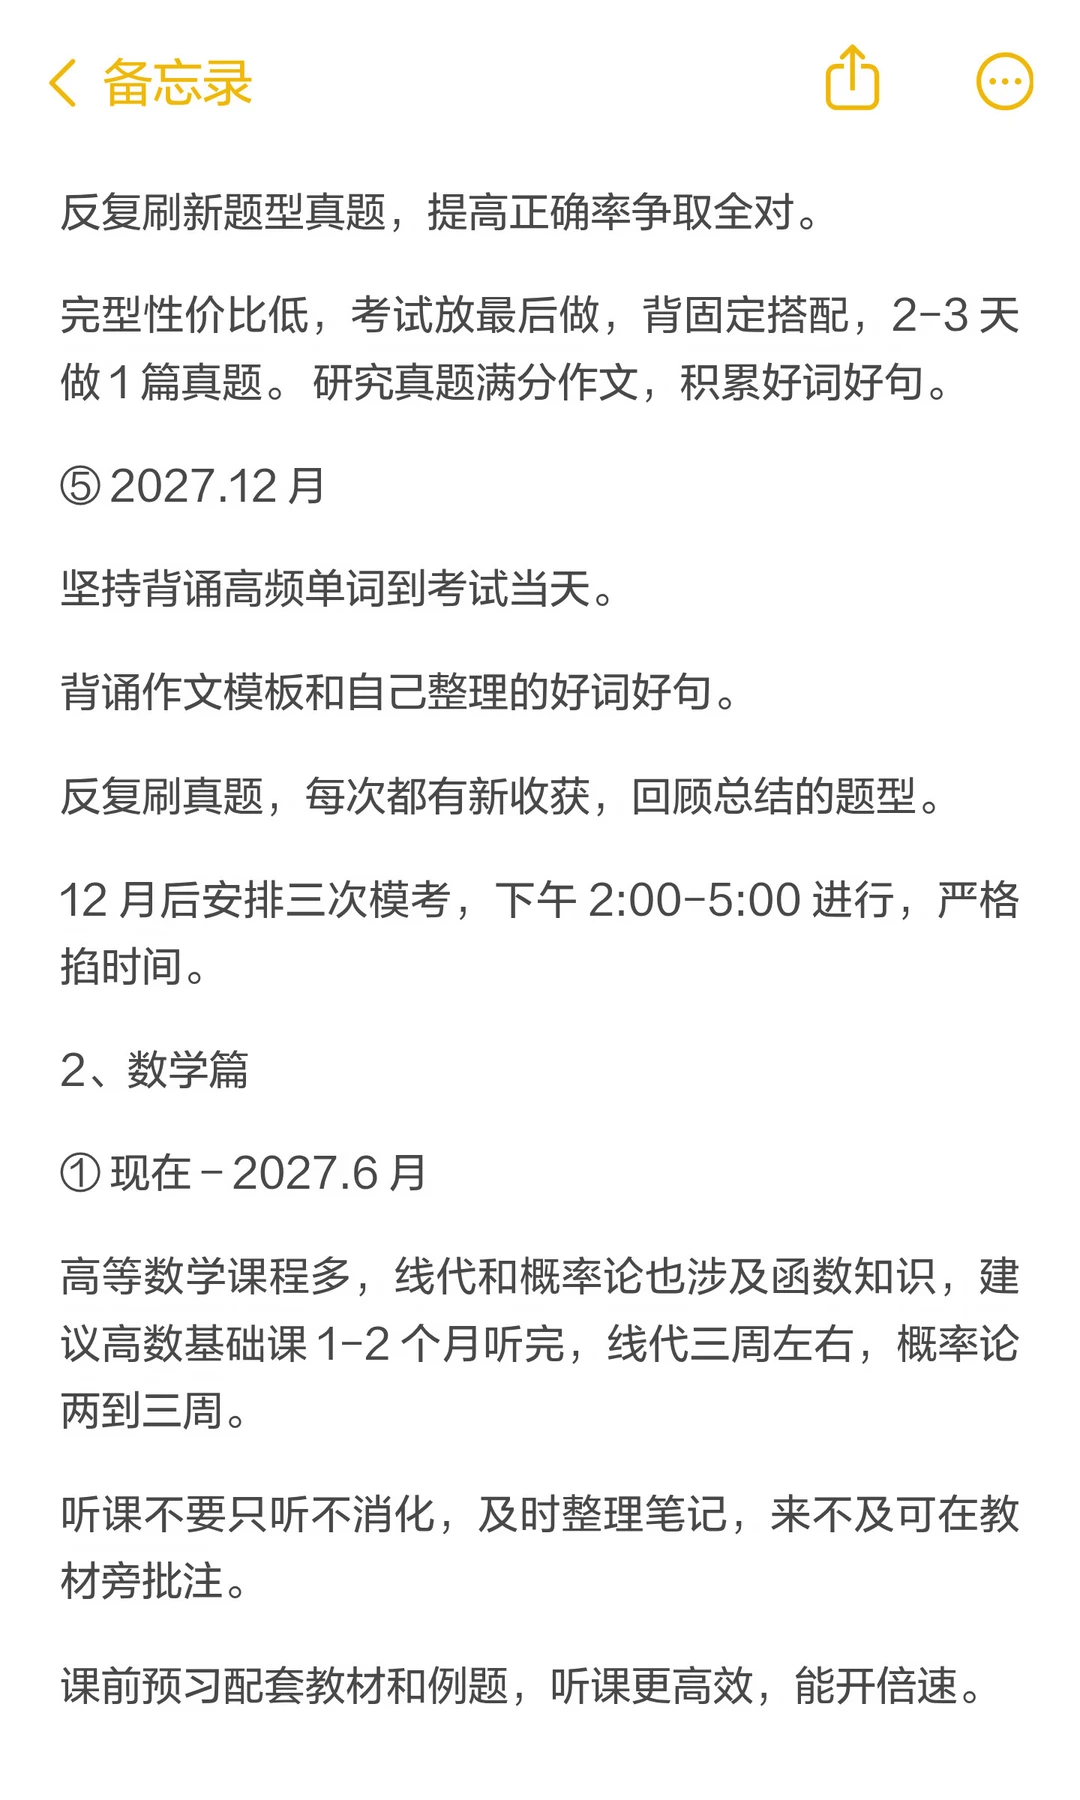 备忘录
反复刷新题型真题，提高正确率争取全对。
完型性价比低，考试放最后做，背固定搭配，2-3 天
做 1 篇真题。 研究真题满分作文，积累好词好句。
⑤ 2027.12 月
坚持背诵高频单词到考试当天。
背诵作文模板和自己整理的好词好句。
反复刷真题，每次都有新收获，回顾总结的题型。
12 月后安排三次模考，下午 2:00-5:00 进行，严格
掐时间。
2、数学篇
① 现在 - 2027.6 月
高等数学课程多，线代和概率论也涉及函数知识，建
议高数基础课 1-2 个月听完，线代三周左右，概率论
两到三周。
听课不要只听不消化，及时整理笔记，来不及可在教
材旁批注。
课前预习配套教材和例题，听课更高效，能开倍速。